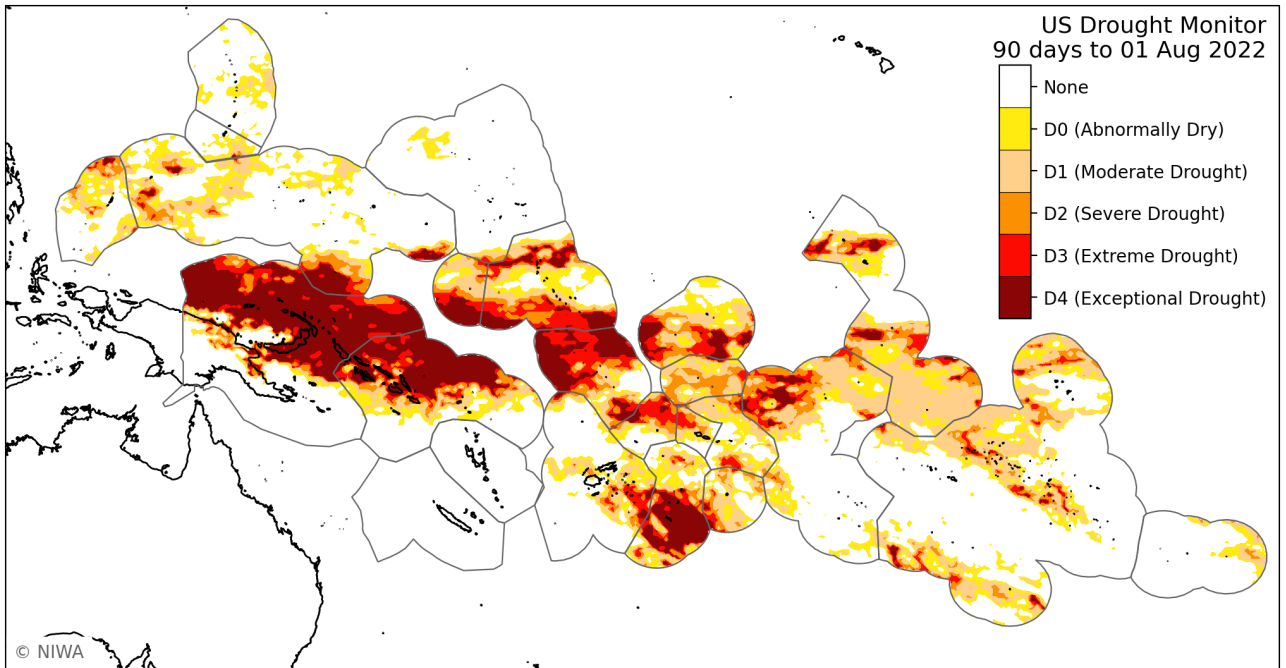 US Drought Monitor
90 days to 01 Aug 2022
None
D0 (Abnormally Dry)
D1 (Moderate Drought)
D2 (Severe Drought)
D3 (Extreme Drought)
D4 (Exceptional Drought)
© NIWA